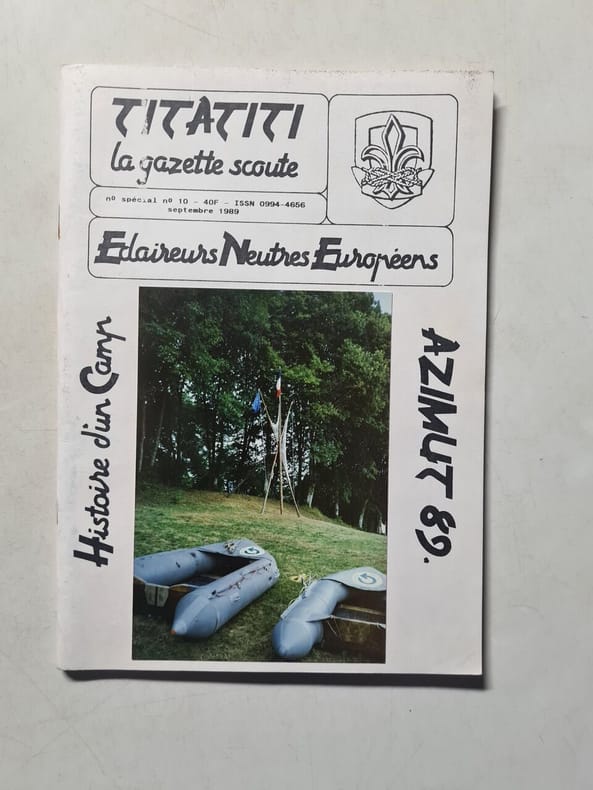 TITATITI
la gazette scoute
nº spécial nº 10 - 40F - ISSN 0994-4656
septembre 1989
Eclaireurs Neutres Européens
Histoire d'un Camp
AZIMUT 89.